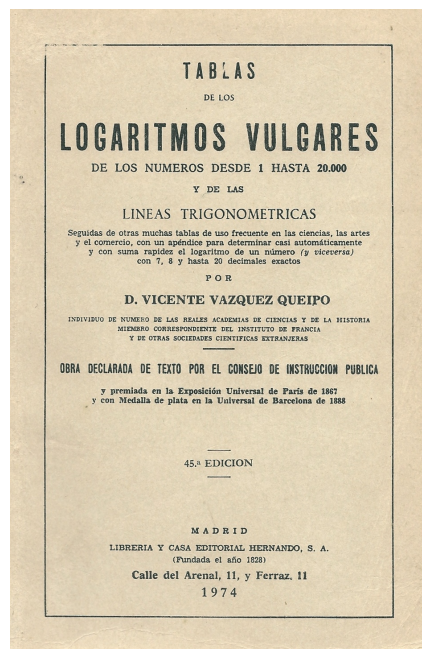 TABLAS
DE LOS
LOGARITMOS VULGARES
DE LOS NUMEROS DESDE 1 HASTA 20.000
Y DE LAS
LINEAS TRIGONOMETRICAS
Seguidas de otras muchas tablas de uso frecuente en las ciencias, las artes
y el comercio, con un apéndice para determinar casi automáticamente
y con suma rapidez el logaritmo de un número (y viceversa)
con 7, 8 y hasta 20 decimales exactos
POR
D. VICENTE VAZQUEZ QUEIPO
INDIVIDUO DE NUMERO DE LAS REALES ACADEMIAS DE CIENCIAS Y DE LA HISTORIA
MIEMBRO CORRESPONDIENTE DEL INSTITUTO DE FRANCIA
Y DE OTRAS SOCIEDADES CIENTIFICAS EXTRANJERAS
OBRA DECLARADA DE TEXTO POR EL CONSEJO DE INSTRUCCION PUBLICA
y premiada en la Exposición Universal de París de 1867
y con Medalla de plata en la Universal de Barcelona de 1888
45.ª EDICION
MADRID
LIBRERIA Y CASA EDITORIAL HERNANDO, S. A.
(Fundada el año 1828)
Calle del Arenal, 11, y Ferraz, 11
1974